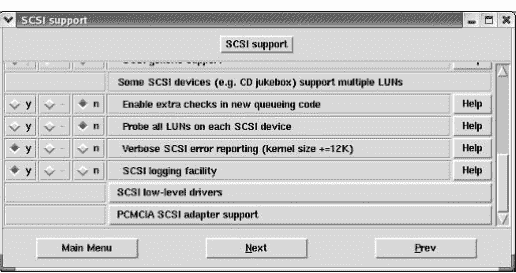 SCSI support
SCSI support
Some SCSI devices (e.g. CD jukebox) support multiple LUNs
y - n Enable extra checks in new queueing code Help
y - n Probe all LUNs on each SCSI device Help
y - n Verbose SCSI error reporting (kernel size +=12K) Help
y - n SCSI logging facility Help
SCSI low-level drivers
PCMCIA SCSI adapter support
Main Menu Next Prev